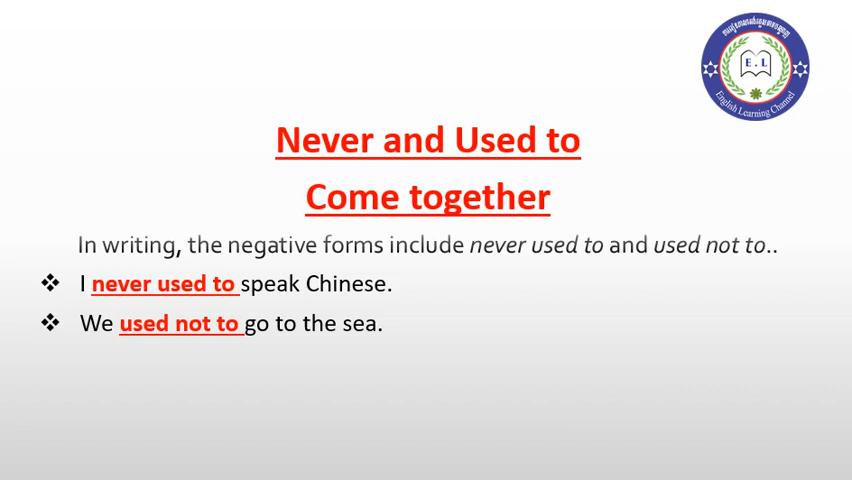 E . L
English Learning Channel
Never and Used to
Come together
In writing, the negative forms include never used to and used not to..
❖ I never used to speak Chinese.
❖ We used not to go to the sea.